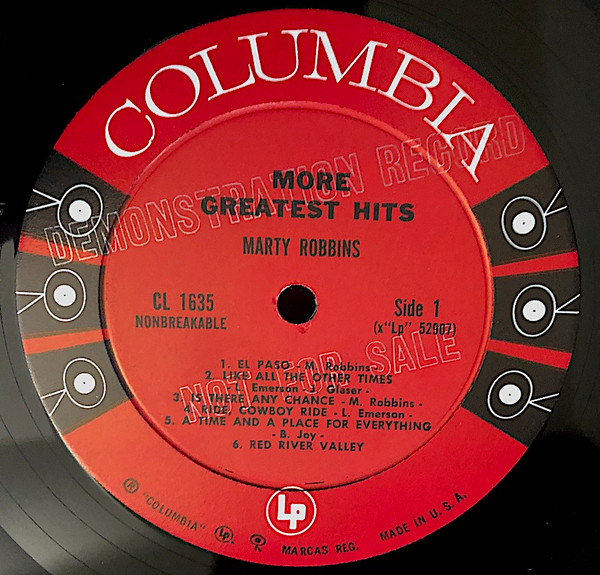 COLUMBIA
DEMONSTRATION RECORD
MORE
GREATEST HITS
MARTY ROBBINS
CL 1635
NONBREAKABLE
Side 1
(x"Lp" 52907)
NOT FOR SALE
1. EL PASO - M. Robbins -
2. LIKE ALL THE OTHER TIMES
- L. Emerson - J. Glaser -
3. IS THERE ANY CHANCE - M. Robbins -
4. RIDE, COWBOY RIDE - L. Emerson -
5. A TIME AND A PLACE FOR EVERYTHING
- B. Joy -
6. RED RIVER VALLEY
Lp
® "COLUMBIA" Lp MARCAS REG. MADE IN U. S. A.